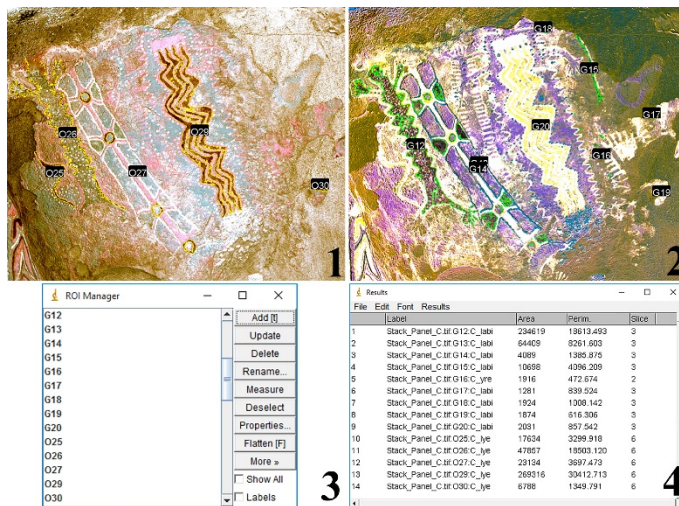 O26
O29
O25
O27
O30
1
G18
G15
G17
G20
G12
G16
G14
G19
2
ROI Manager
G12
G13
G14
G15
G16
G17
G18
G19
G20
O25
O26
O27
O29
O30
Add [t]
Update
Delete
Rename...
Measure
Deselect
Properties...
Flatten [F]
More »
Show All
Labels
3
Results
File Edit Font Results
Label Area Perim. Slice
1 Stack_Panel_C.tif:G12:C_labi 234619 18613.493 3
2 Stack_Panel_C.tif:G13:C_labi 64409 8261.603 3
3 Stack_Panel_C.tif:G14:C_labi 4089 1385.875 3
4 Stack_Panel_C.tif:G15:C_labi 10698 4096.209 3
5 Stack_Panel_C.tif:G16:C_yre 1916 472.674 2
6 Stack_Panel_C.tif:G17:C_labi 1281 839.524 3
7 Stack_Panel_C.tif:G18:C_labi 1924 1008.142 3
8 Stack_Panel_C.tif:G19:C_labi 1874 616.306 3
9 Stack_Panel_C.tif:G20:C_labi 2031 857.542 3
10 Stack_Panel_C.tif:O25:C_lye 17634 3299.918 6
11 Stack_Panel_C.tif:O26:C_lye 47857 18503.120 6
12 Stack_Panel_C.tif:O27:C_lye 23134 3697.473 6
13 Stack_Panel_C.tif:O29:C_lye 269316 30412.713 6
14 Stack_Panel_C.tif:O30:C_lye 6788 1349.791 6
4